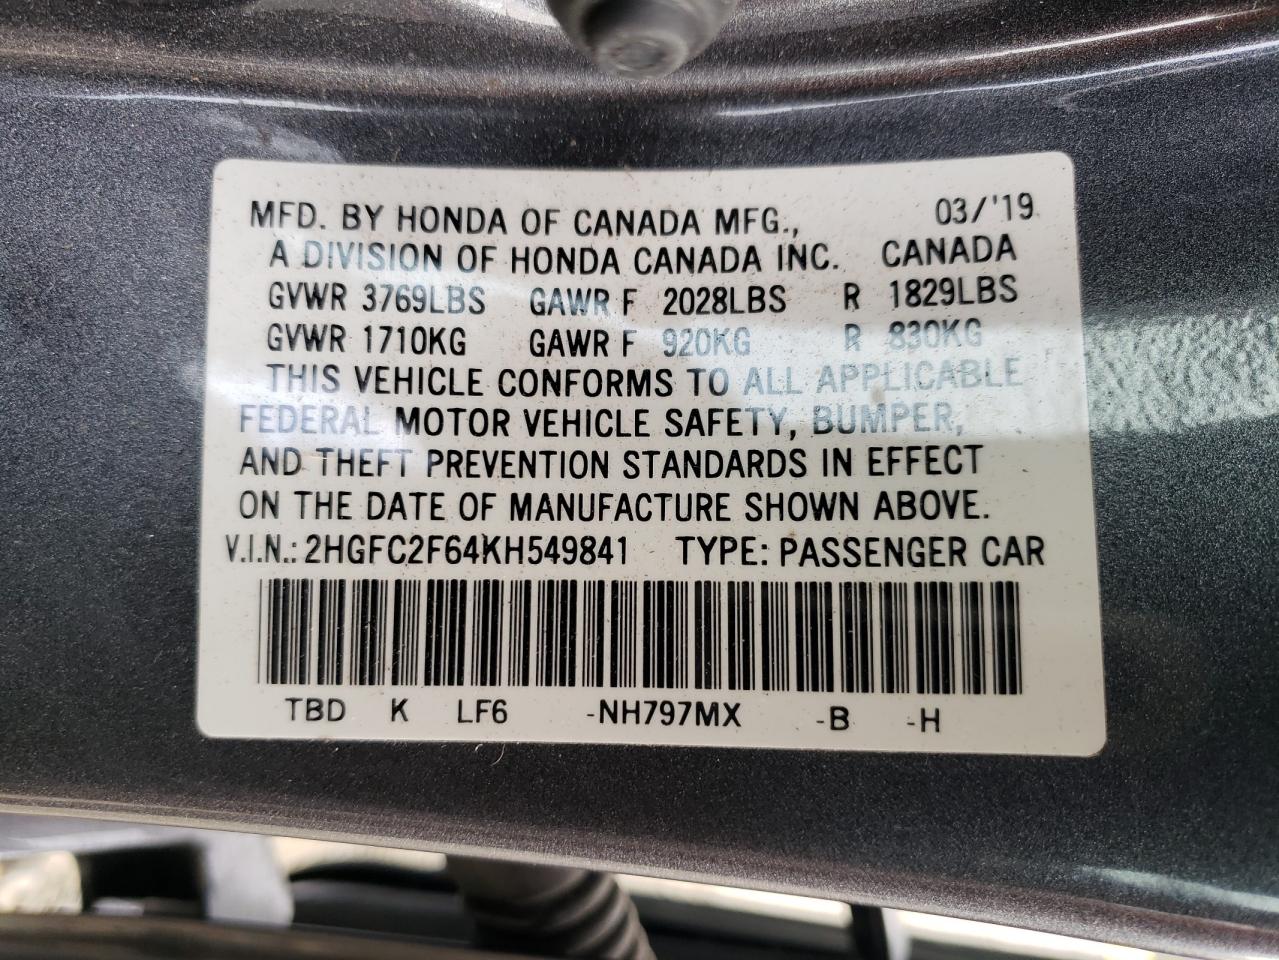 MFD. BY HONDA OF CANADA MFG., 03/'19
A DIVISION OF HONDA CANADA INC. CANADA
GVWR 3769LBS GAWR F 2028LBS R 1829LBS
GVWR 1710KG GAWR F 920KG R 830KG
THIS VEHICLE CONFORMS TO ALL APPLICABLE
FEDERAL MOTOR VEHICLE SAFETY, BUMPER,
AND THEFT PREVENTION STANDARDS IN EFFECT
ON THE DATE OF MANUFACTURE SHOWN ABOVE.
V.I.N.: 2HGFC2F64KH549841 TYPE: PASSENGER CAR
TBD K LF6 -NH797MX -B -H